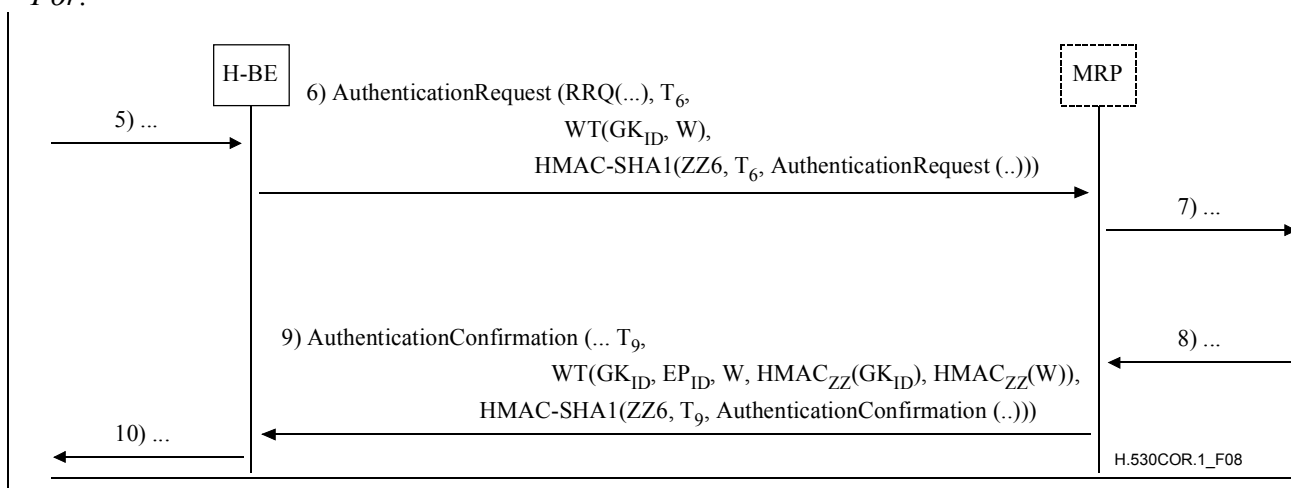 Por:
H-BE
MRP
6) AuthenticationRequest (RRQ(...), T6,
WT(GKID, W),
HMAC-SHA1(ZZ6, T6, AuthenticationRequest (..)))
5) ...
7) ...
9) AuthenticationConfirmation (... T9,
WT(GKID, EPID, W, HMACZZ(GKID), HMACZZ(W)),
HMAC-SHA1(ZZ6, T9, AuthenticationConfirmation (..)))
8) ...
10) ...
H.530COR.1_F08